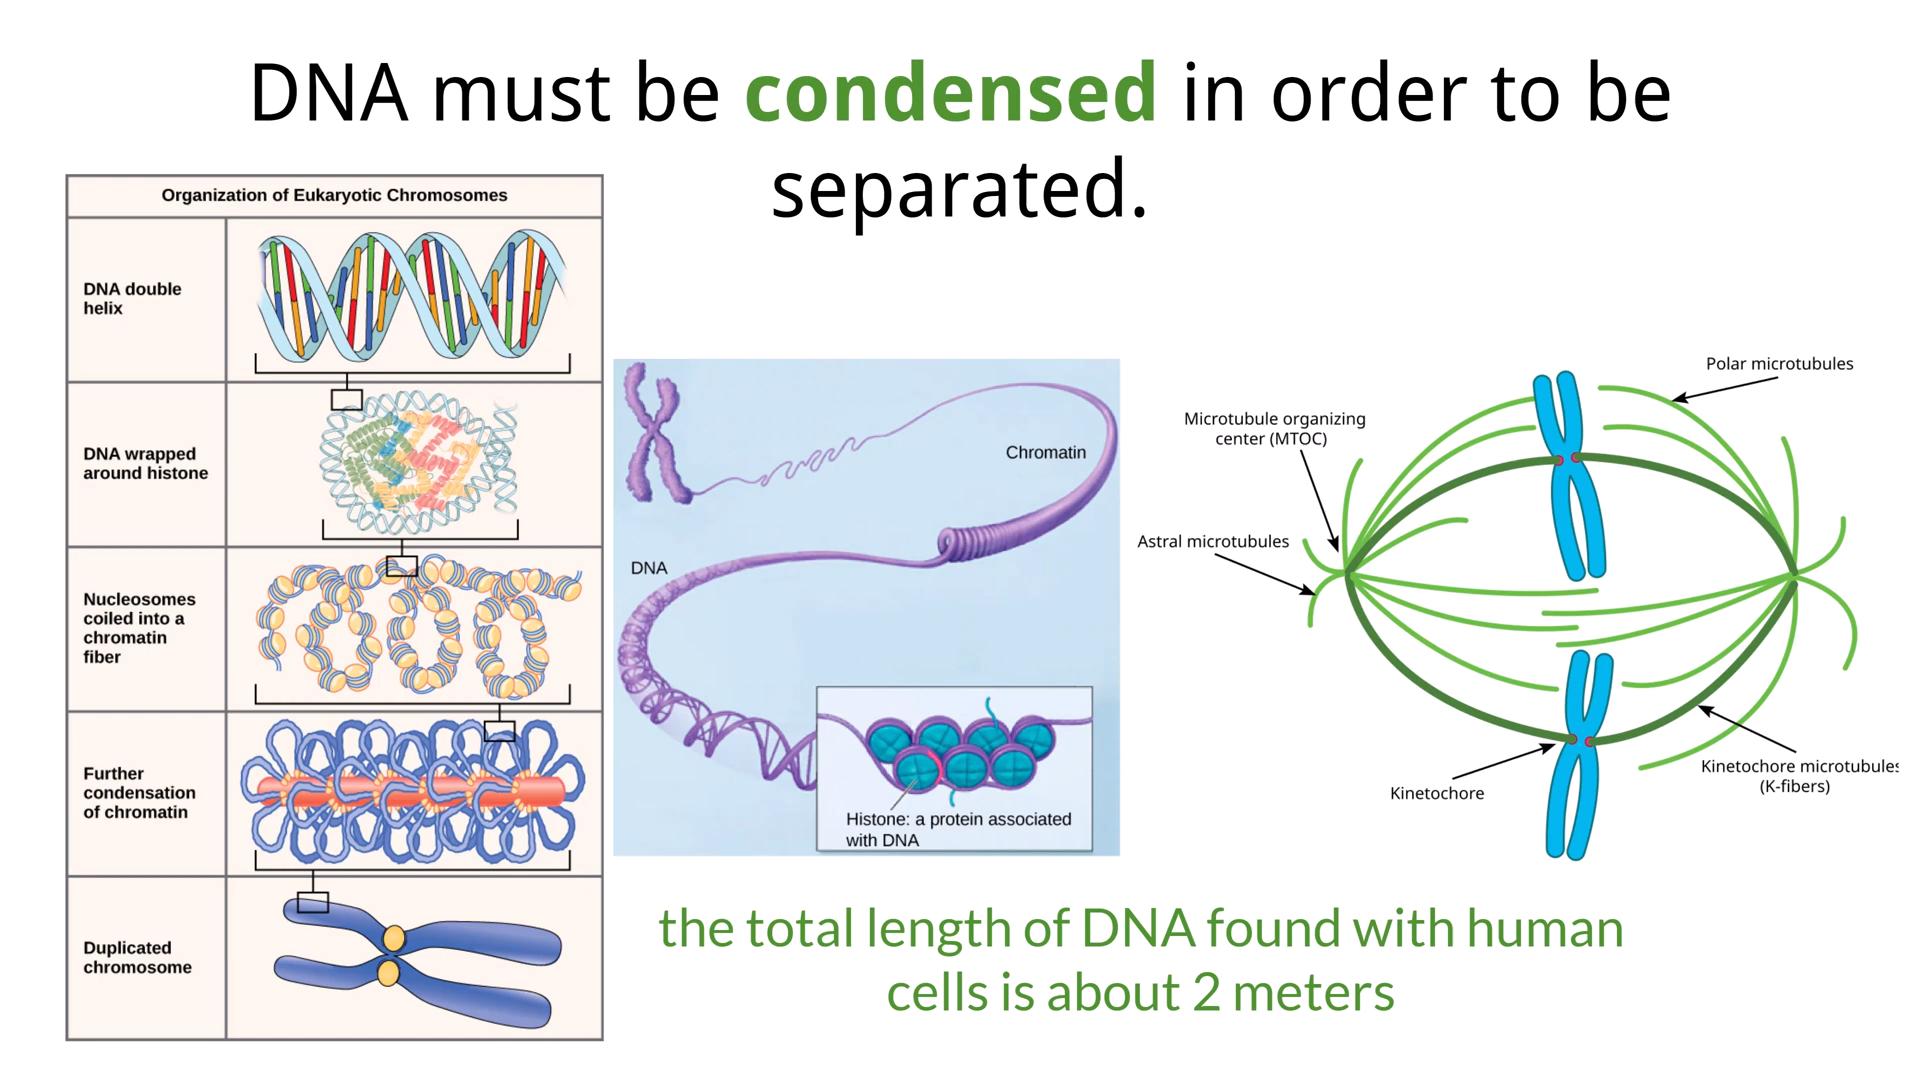 DNA must be condensed in order to be
separated.
Organization of Eukaryotic Chromosomes
DNA double
helix
DNA wrapped
around histone
Nucleosomes
coiled into a
chromatin
fiber
Further
condensation
of chromatin
Duplicated
chromosome
Chromatin
DNA
Histone: a protein associated
with DNA
Polar microtubules
Microtubule organizing
center (MTOC)
Astral microtubules
Kinetochore
Kinetochore microtubules
(K-fibers)
the total length of DNA found with human
cells is about 2 meters